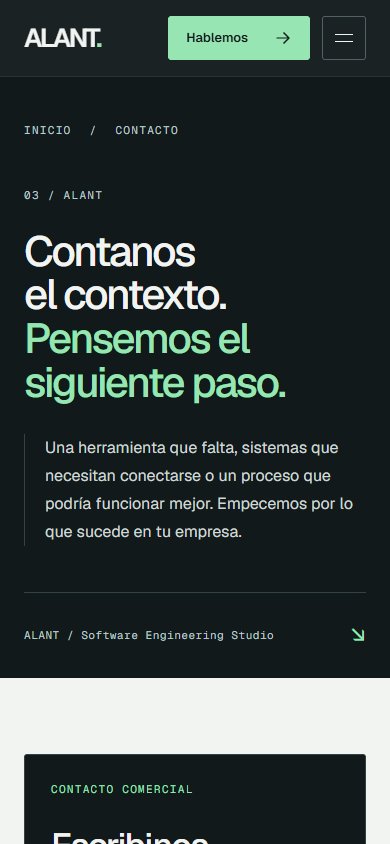 ALANT.
Hablemos
INICIO / CONTACTO
03 / ALANT
Contanos
el contexto.
Pensemos el
siguiente paso.
Una herramienta que falta, sistemas que
necesitan conectarse o un proceso que
podría funcionar mejor. Empecemos por lo
que sucede en tu empresa.
ALANT / Software Engineering Studio
CONTACTO COMERCIAL
Escribinos